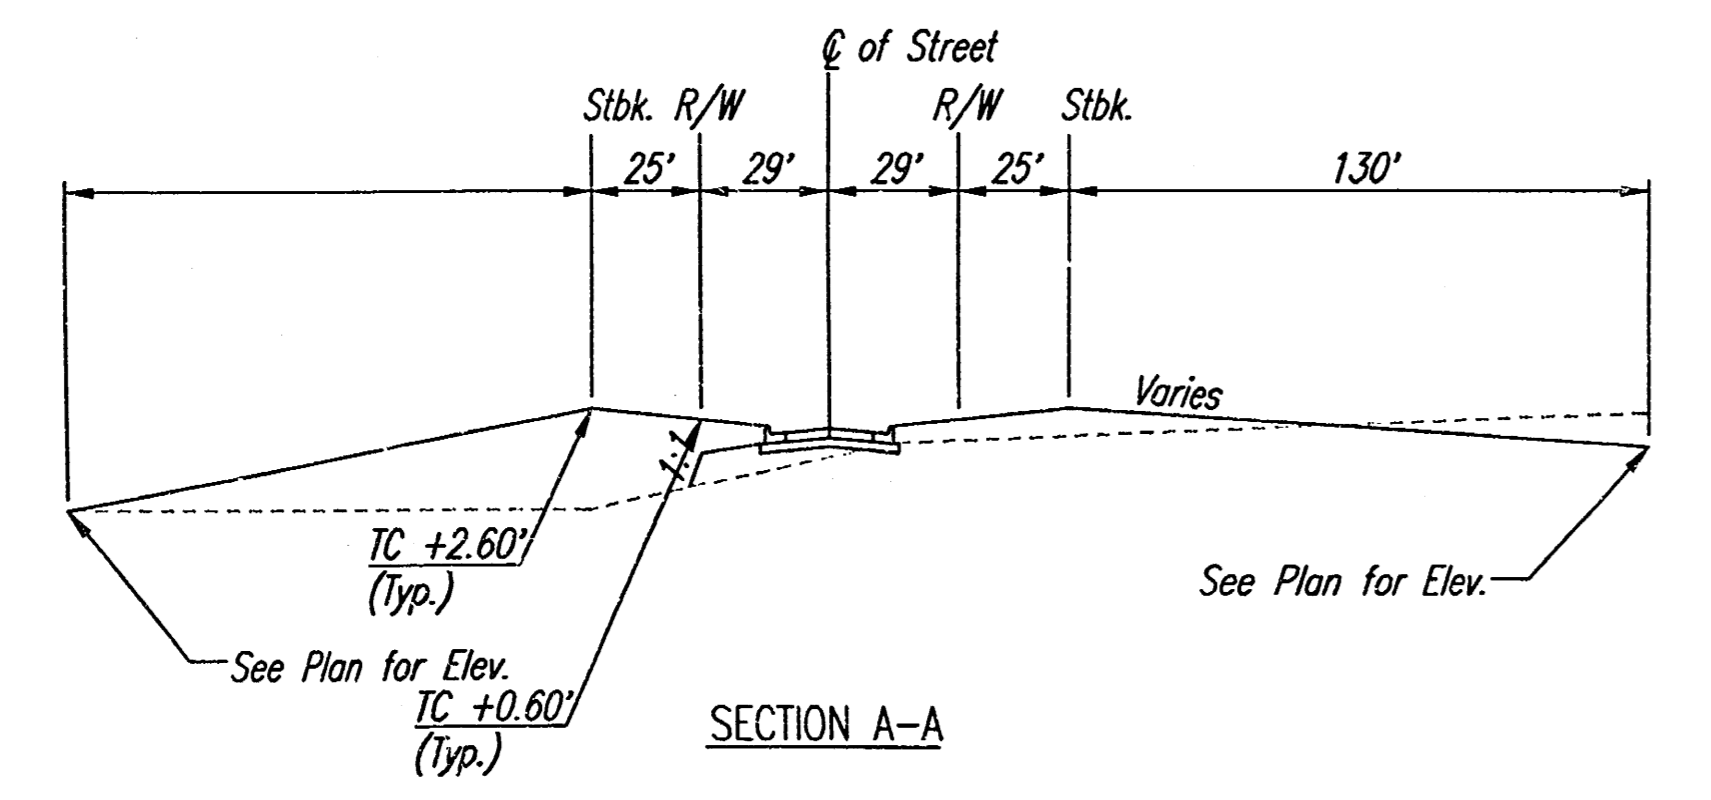 ℄ of Street
Stbk. R/W R/W Stbk.
25' 29' 29' 25' 130'
Varies
1:1
TC +2.60'
(Typ.)
See Plan for Elev.
See Plan for Elev.
TC +0.60'
(Typ.)
SECTION A-A